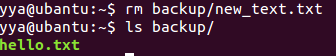 yya@ubuntu:~$ rm backup/new_text.txt
yya@ubuntu:~$ ls backup/
hello.txt